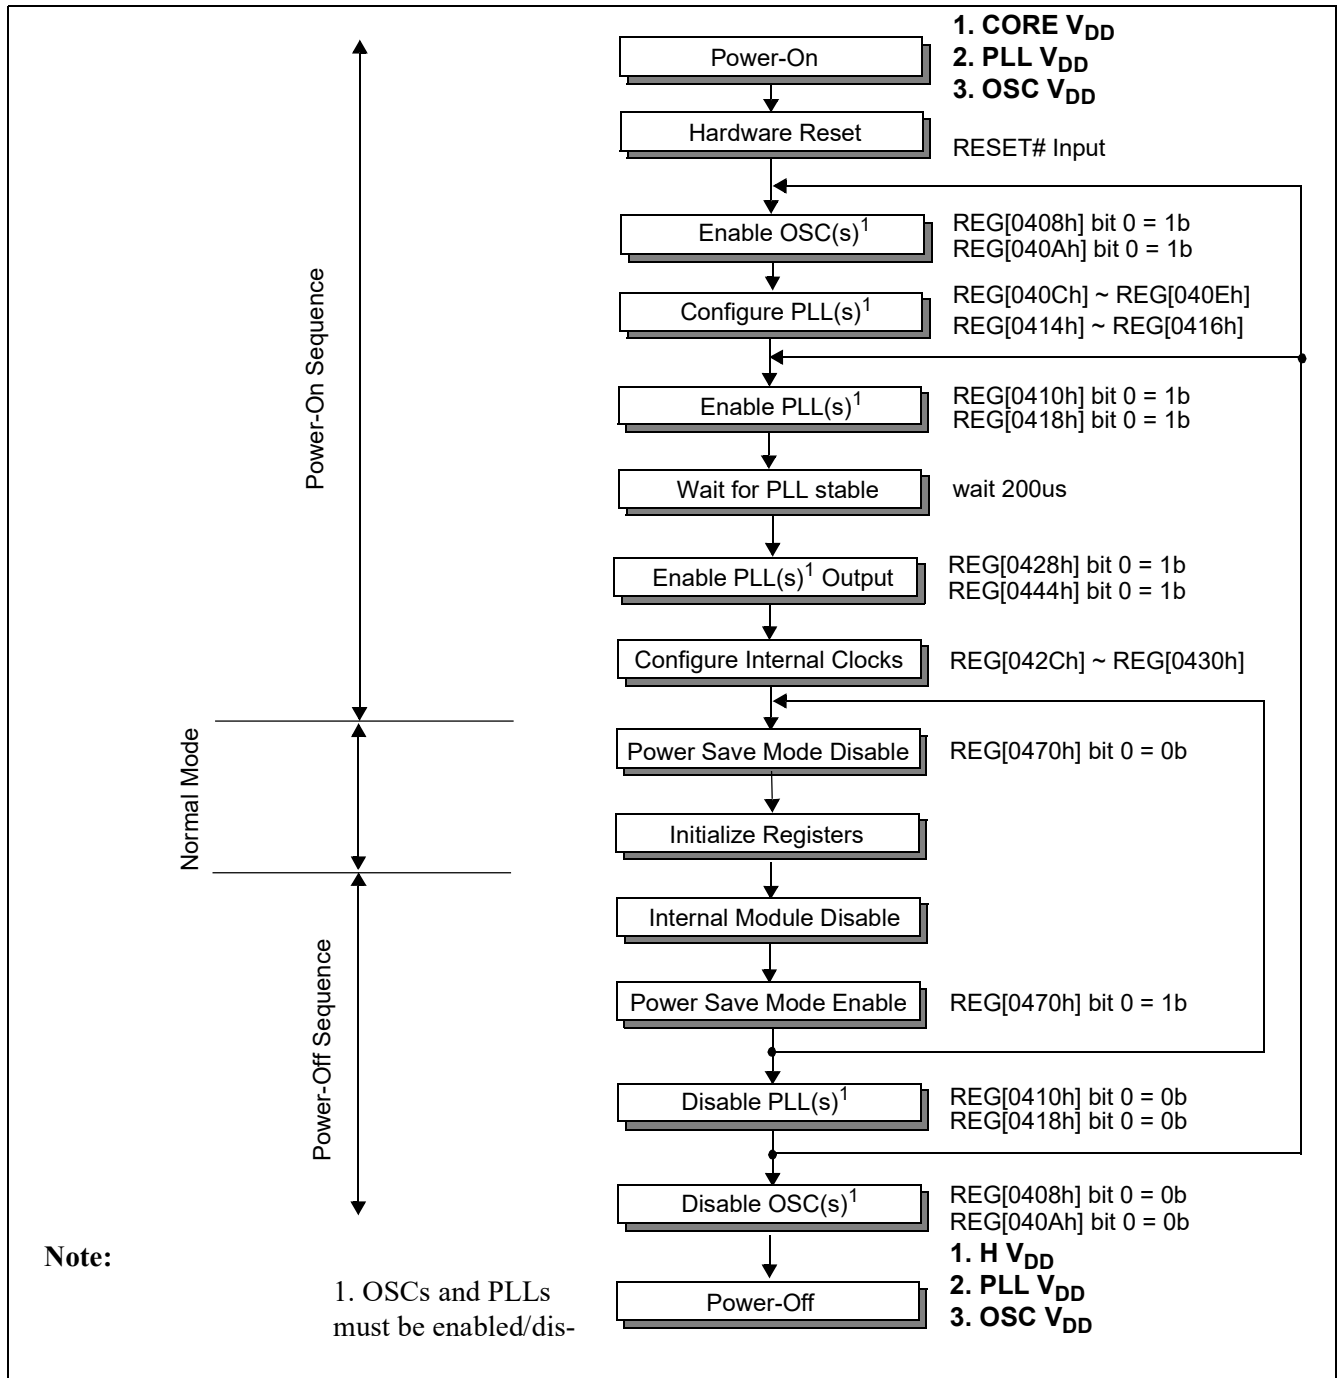 Power-On
1. CORE VDD
2. PLL VDD
3. OSC VDD
Hardware Reset
RESET# Input
Enable OSC(s)1
REG[0408h] bit 0 = 1b
REG[040Ah] bit 0 = 1b
Configure PLL(s)1
REG[040Ch] ~ REG[040Eh]
REG[0414h] ~ REG[0416h]
Enable PLL(s)1
REG[0410h] bit 0 = 1b
REG[0418h] bit 0 = 1b
Wait for PLL stable
wait 200us
Enable PLL(s)1 Output
REG[0428h] bit 0 = 1b
REG[0444h] bit 0 = 1b
Configure Internal Clocks
REG[042Ch] ~ REG[0430h]
Power-On Sequence
Power Save Mode Disable
REG[0470h] bit 0 = 0b
Initialize Registers
Normal Mode
Internal Module Disable
Power Save Mode Enable
REG[0470h] bit 0 = 1b
Disable PLL(s)1
REG[0410h] bit 0 = 0b
REG[0418h] bit 0 = 0b
Disable OSC(s)1
REG[0408h] bit 0 = 0b
REG[040Ah] bit 0 = 0b
Power-Off Sequence
Power-Off
1. H VDD
2. PLL VDD
3. OSC VDD
Note:
1. OSCs and PLLs
must be enabled/dis-